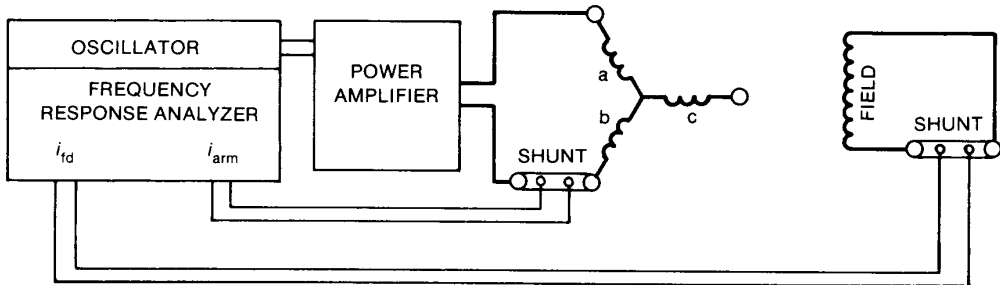 OSCILLATOR
FREQUENCY
RESPONSE ANALYZER
i_fd
i_arm
POWER
AMPLIFIER
a
b
c
SHUNT
FIELD
SHUNT